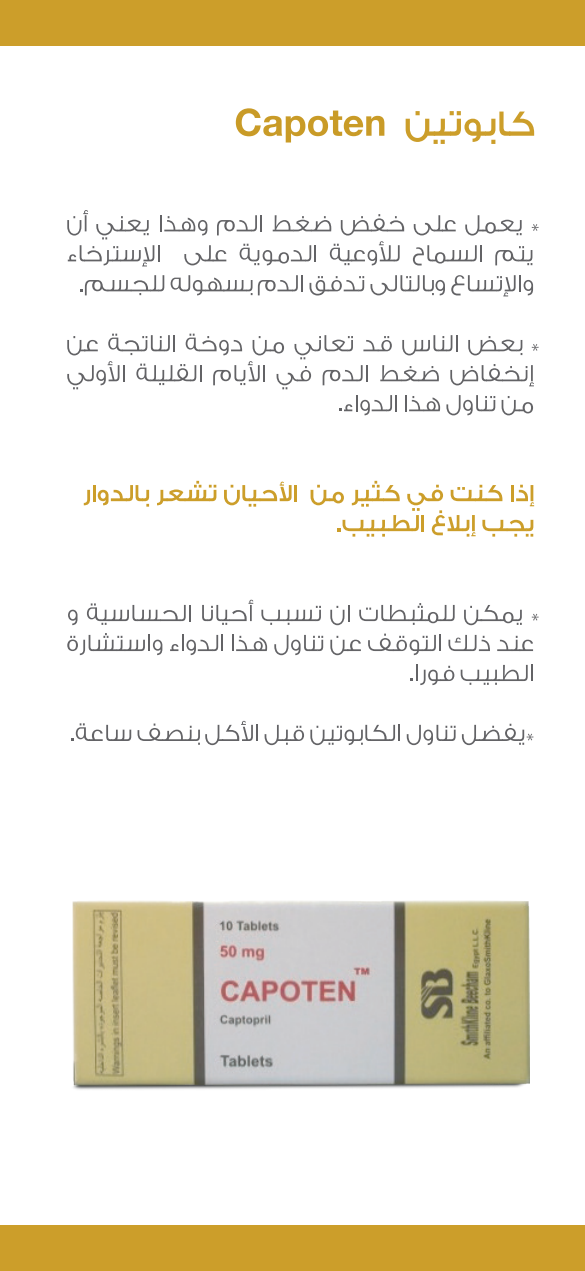 كابوتين Capoten
* يعمل على خفض ضغط الدم وهذا يعني أن
يتم السماح للأوعية الدموية على الإسترخاء
والإتساع وبالتالى تدفق الدم بسهوله للجسم.
* بعض الناس قد تعاني من دوخة الناتجة عن
إنخفاض ضغط الدم في الأيام القليلة الأولي
من تناول هذا الدواء.
إذا كنت في كثير من الأحيان تشعر بالدوار
يجب إبلاغ الطبيب.
* يمكن للمثبطات ان تسبب أحيانا الحساسية و
عند ذلك التوقف عن تناول هذا الدواء واستشارة
الطبيب فورا.
*يفضل تناول الكابوتين قبل الأكل بنصف ساعة.
Warnings in insert leaflet must be revised
10 Tablets
50 mg
CAPOTEN™
Captopril
Tablets
SB
SmithKline Beecham Egypt L.L.C.
An affiliated co. to GlaxoSmithKline